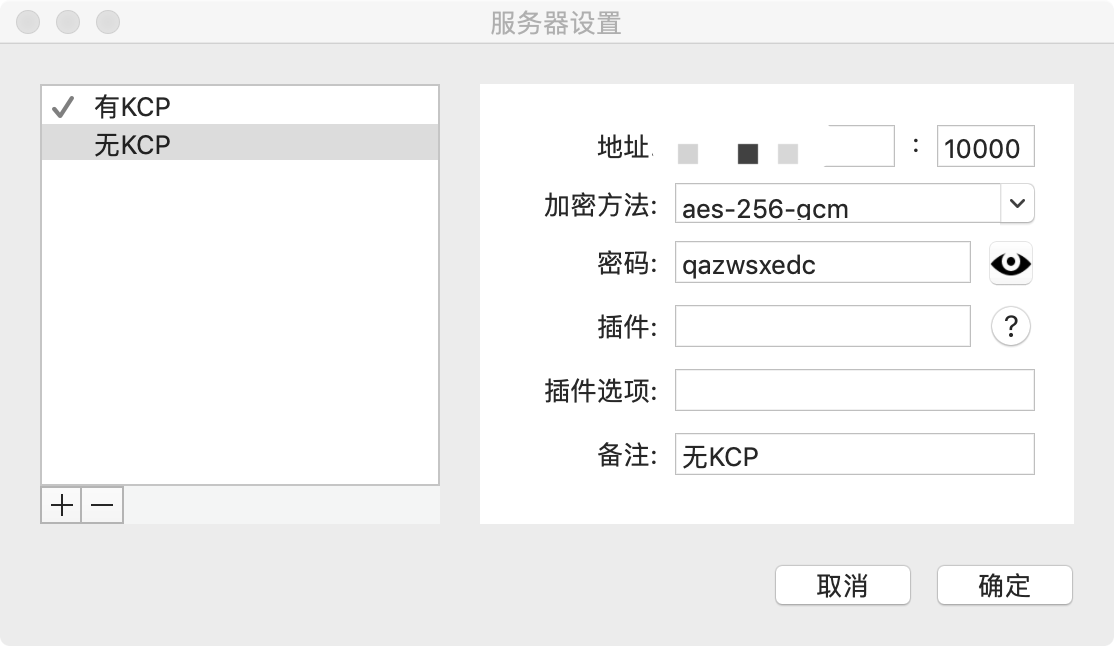 服务器设置
有KCP
无KCP
地址 : 10000
加密方法: aes-256-gcm
密码: qazwsxedc
插件: ?
插件选项:
备注: 无KCP
取消 确定